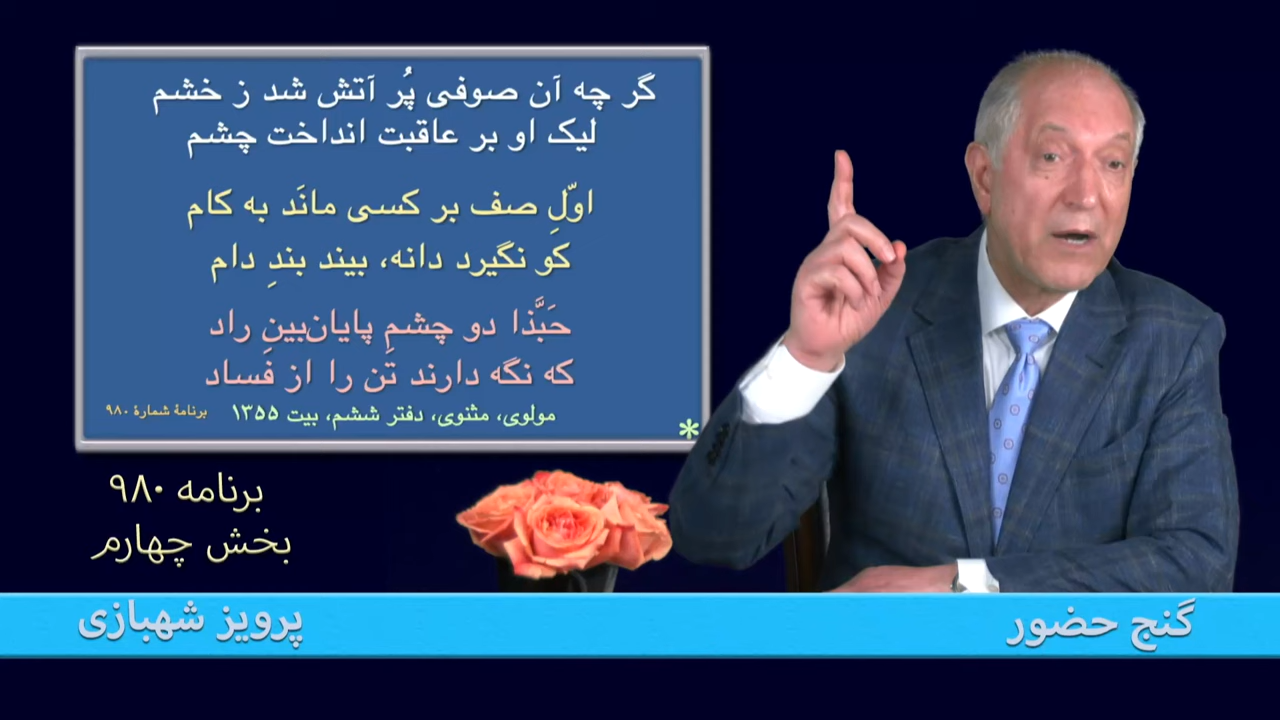 گر چه آن صوفی پُر آتش شد ز خشم
لیک او بر عاقبت انداخت چشم
اوّلِ صف بر کسی مانَد به کام
کو نگیرد دانه، بیند بندِ دام
حَبَّذا دو چشمِ پایان‌بینِ راد
که نگه دارند تَن را از فَساد
مولوی، مثنوی، دفتر ششم، بیت ۱۳۵۵
برنامهٔ شمارهٔ ۹۸۰
*
برنامه ۹۸۰
بخش چهارم
گنج حضور
پرویز شهبازی